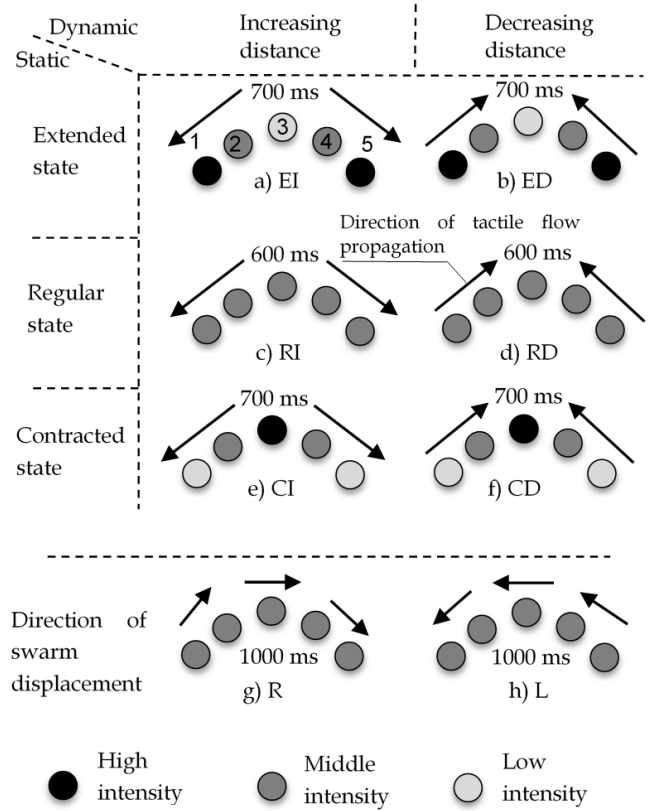 Dynamic
Static
Increasing
distance
Decreasing
distance
Extended
state
700 ms
1
2
3
4
5
a) EI
700 ms
b) ED
Direction of tactile flow
propagation
Regular
state
600 ms
c) RI
600 ms
d) RD
Contracted
state
700 ms
e) CI
700 ms
f) CD
Direction of
swarm
displacement
1000 ms
g) R
1000 ms
h) L
High
intensity
Middle
intensity
Low
intensity